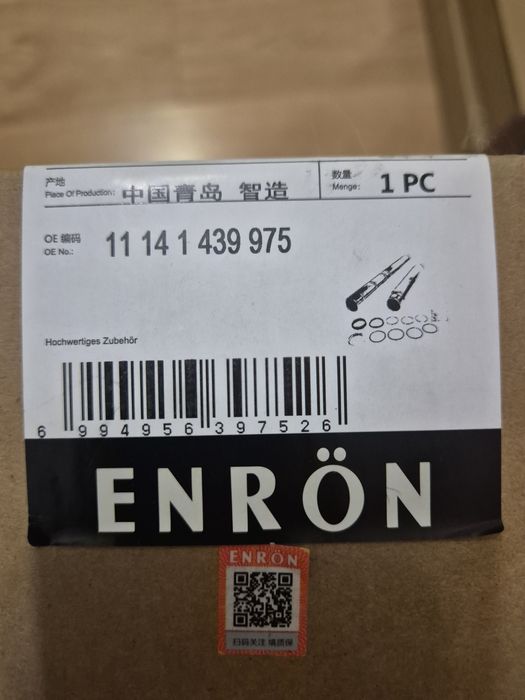 产地
Place Of Production: 中国青岛 智造
数量
Menge: 1 PC
OE 编码
OE No.: 11 14 1 439 975
Hochwertiges Zubehör
6 994956 397526
ENRÖN
ENRÖN
扫码关注 填质保